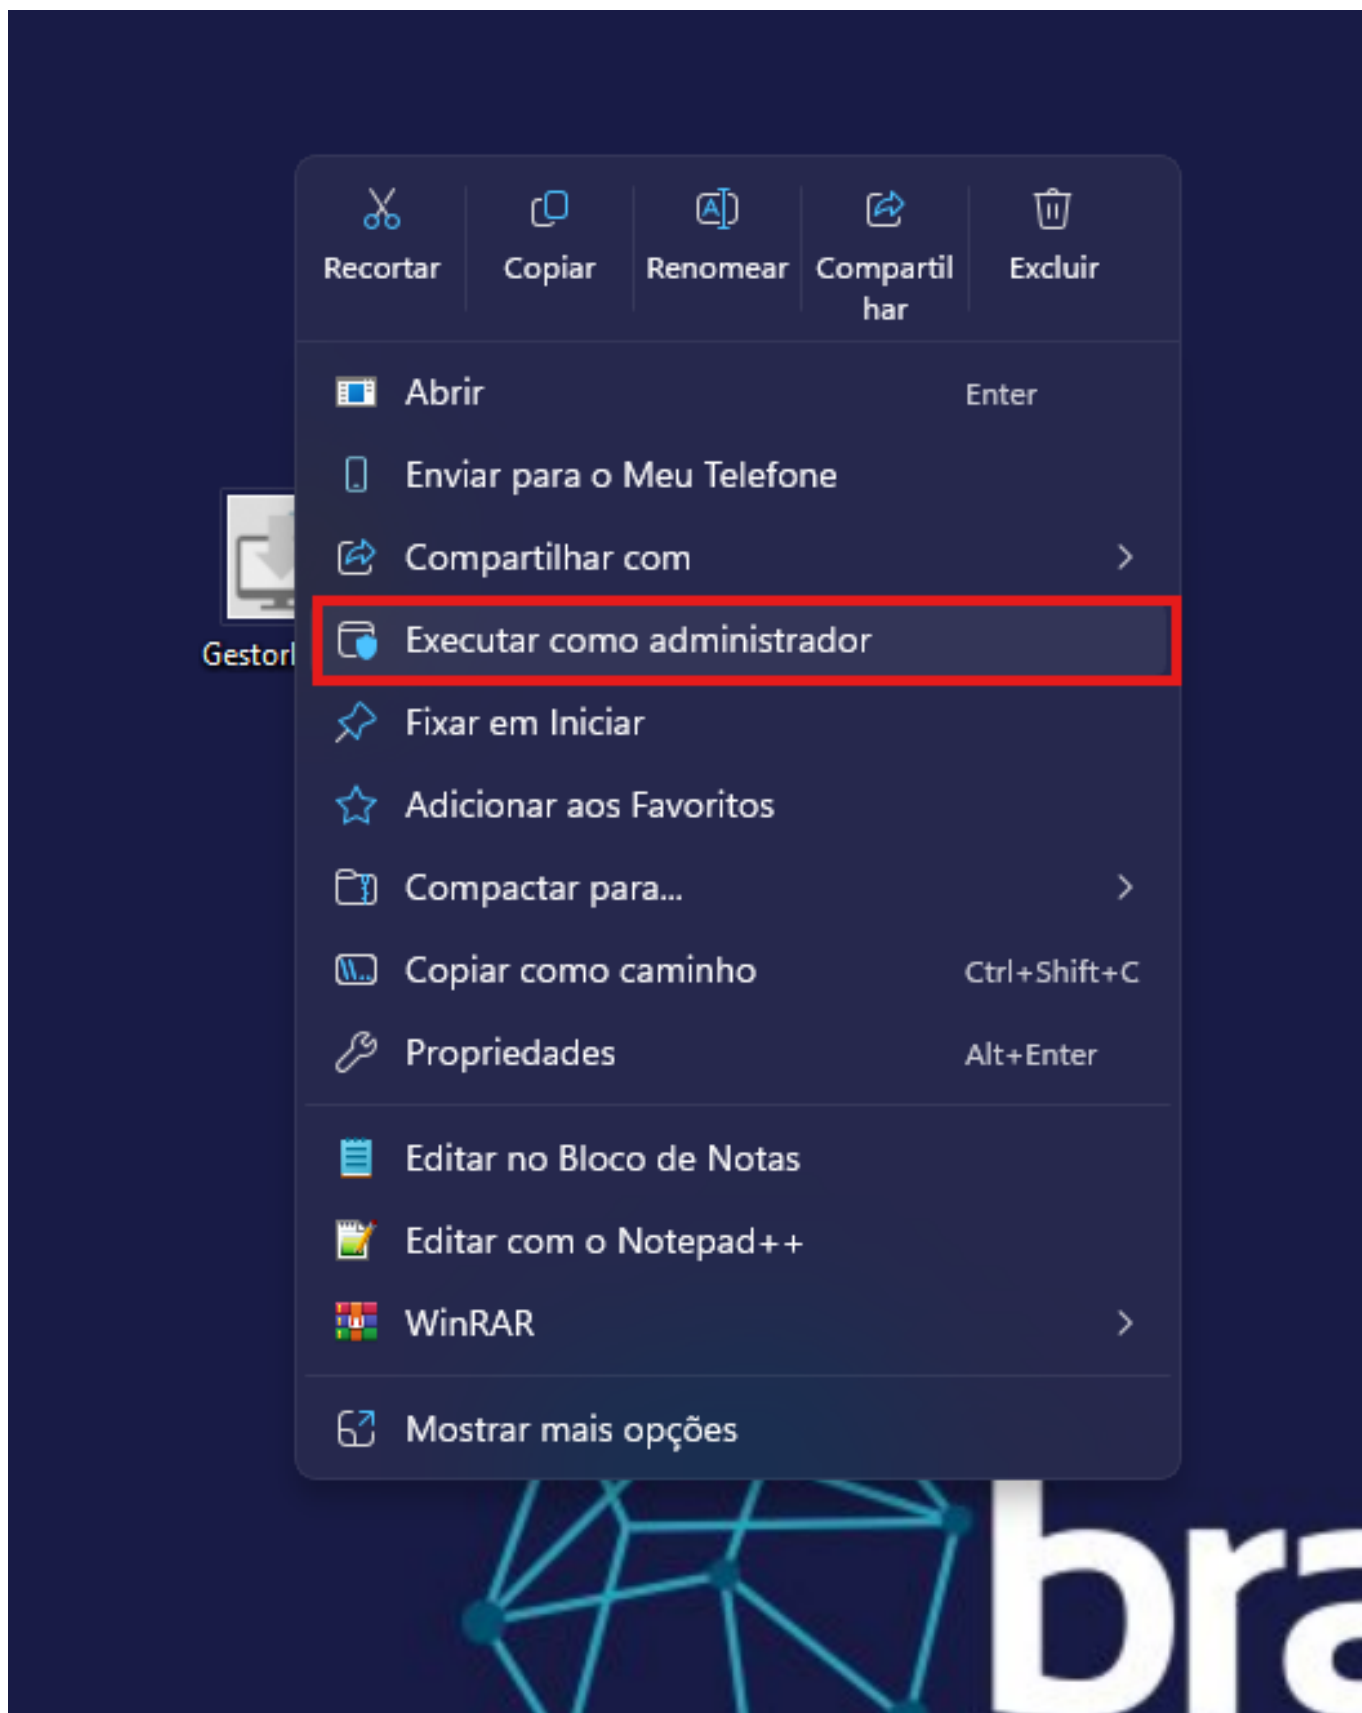 Recortar
Copiar
Renomear
Compartil
har
Excluir
Abrir Enter
Enviar para o Meu Telefone
Compartilhar com
Executar como administrador
Fixar em Iniciar
Adicionar aos Favoritos
Compactar para...
Copiar como caminho Ctrl+Shift+C
Propriedades Alt+Enter
Editar no Bloco de Notas
Editar com o Notepad++
WinRAR
Mostrar mais opções